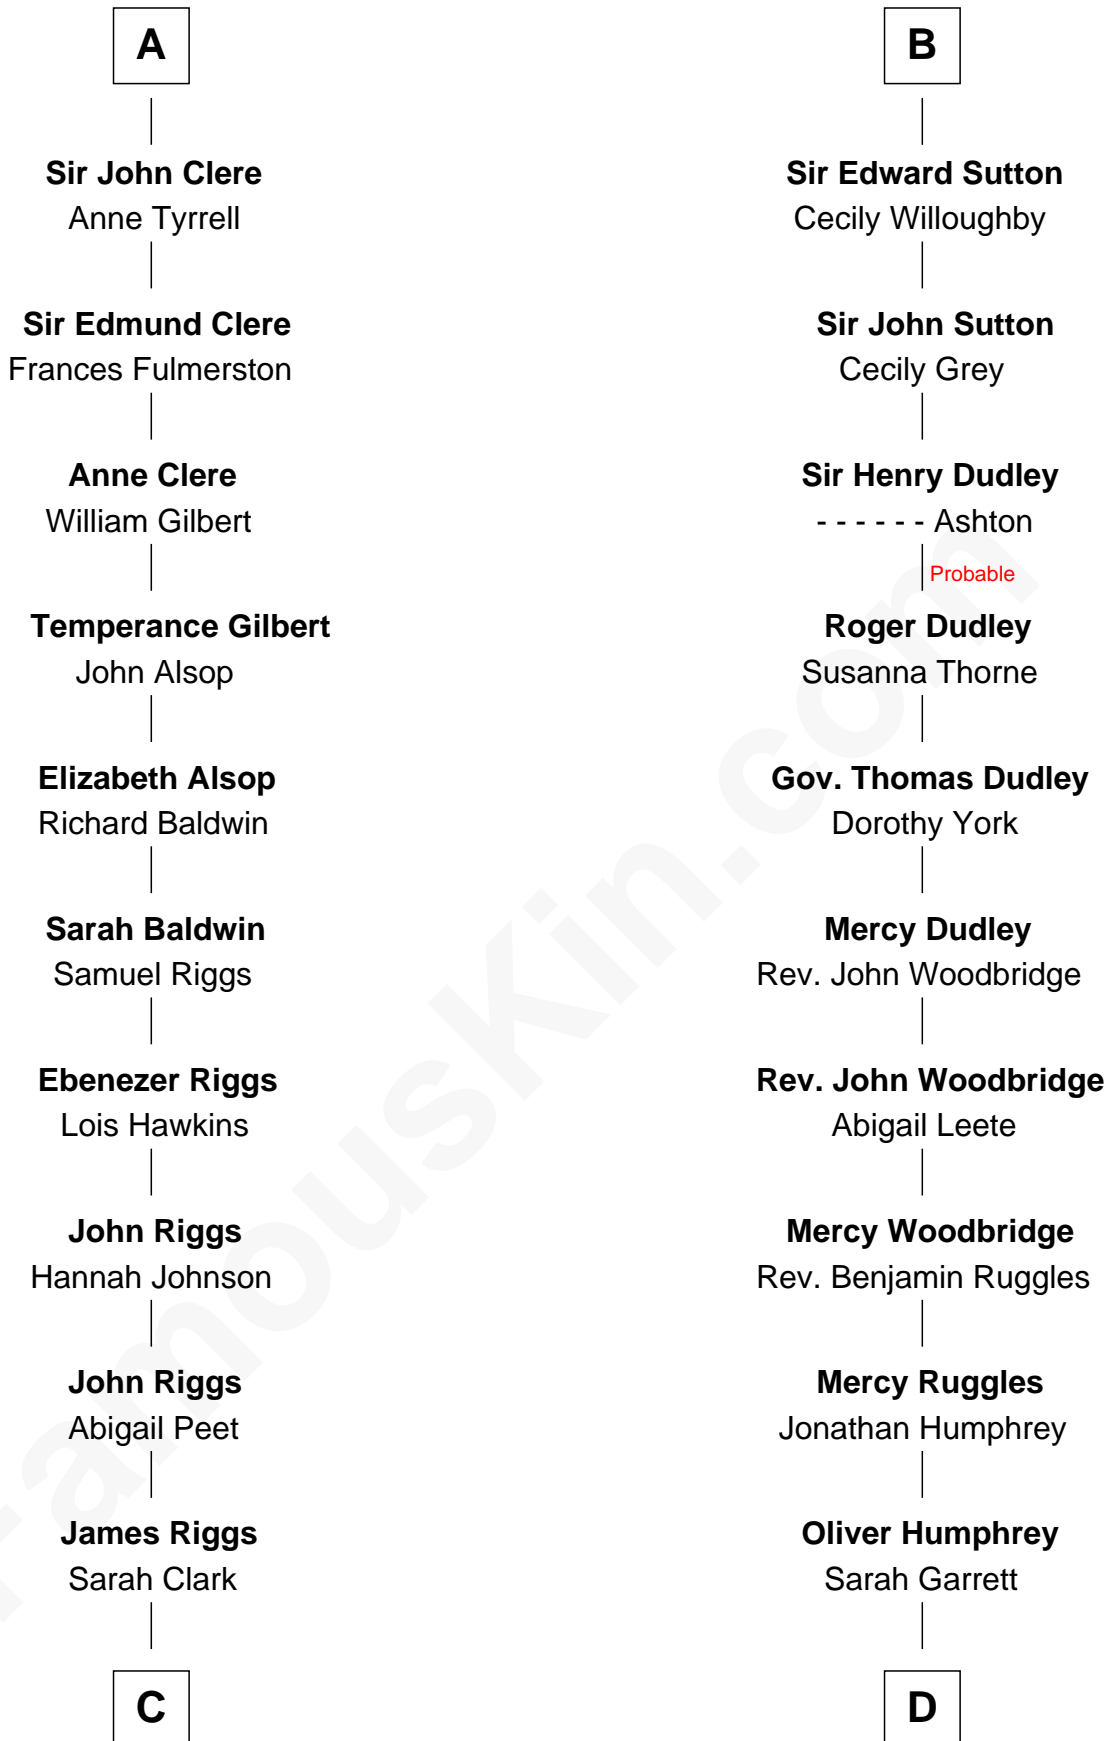 A
Sir John Clere
Anne Tyrrell
Sir Edmund Clere
Frances Fulmerston
Anne Clere
William Gilbert
Temperance Gilbert
John Alsop
Elizabeth Alsop
Richard Baldwin
Sarah Baldwin
Samuel Riggs
Ebenezer Riggs
Lois Hawkins
John Riggs
Hannah Johnson
John Riggs
Abigail Peet
James Riggs
Sarah Clark
C
B
Sir Edward Sutton
Cecily Willoughby
Sir John Sutton
Cecily Grey
Sir Henry Dudley
- - - - - - Ashton
Probable
Roger Dudley
Susanna Thorne
Gov. Thomas Dudley
Dorothy York
Mercy Dudley
Rev. John Woodbridge
Rev. John Woodbridge
Abigail Leete
Mercy Woodbridge
Rev. Benjamin Ruggles
Mercy Ruggles
Jonathan Humphrey
Oliver Humphrey
Sarah Garrett
D
FamousKin.com